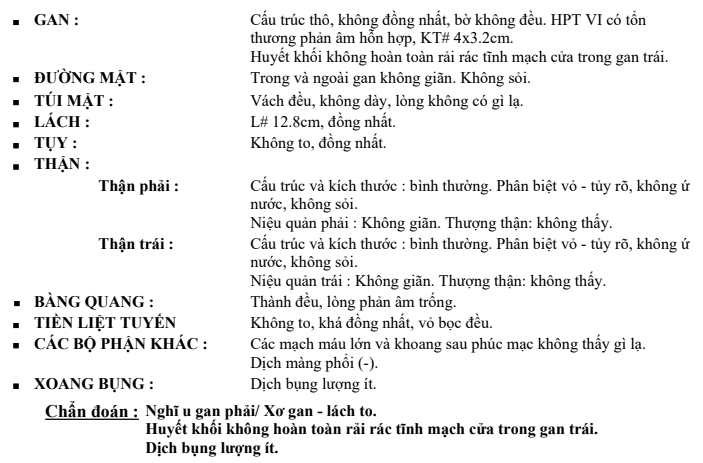 ▪ GAN : Cấu trúc thô, không đồng nhất, bờ không đều. HPT VI có tổn
thương phản âm hỗn hợp, KT# 4x3.2cm.
Huyết khối không hoàn toàn rải rác tĩnh mạch cửa trong gan trái.
▪ ĐƯỜNG MẬT : Trong và ngoài gan không giãn. Không sỏi.
▪ TÚI MẬT : Vách đều, không dày, lòng không có gì lạ.
▪ LÁCH : L# 12.8cm, đồng nhất.
▪ TỤY : Không to, đồng nhất.
▪ THẬN :
Thận phải : Cấu trúc và kích thước : bình thường. Phân biệt vỏ - tủy rõ, không ứ
nước, không sỏi.
Niệu quản phải : Không giãn. Thượng thận: không thấy.
Thận trái : Cấu trúc và kích thước : bình thường. Phân biệt vỏ - tủy rõ, không ứ
nước, không sỏi.
Niệu quản trái : Không giãn. Thượng thận: không thấy.
▪ BÀNG QUANG : Thành đều, lòng phản âm trống.
▪ TIỀN LIỆT TUYẾN Không to, khá đồng nhất, vỏ bọc đều.
▪ CÁC BỘ PHẬN KHÁC : Các mạch máu lớn và khoang sau phúc mạc không thấy gì lạ.
Dịch màng phổi (-).
▪ XOANG BỤNG : Dịch bụng lượng ít.
Chẩn đoán : Nghĩ u gan phải/ Xơ gan - lách to.
Huyết khối không hoàn toàn rải rác tĩnh mạch cửa trong gan trái.
Dịch bụng lượng ít.